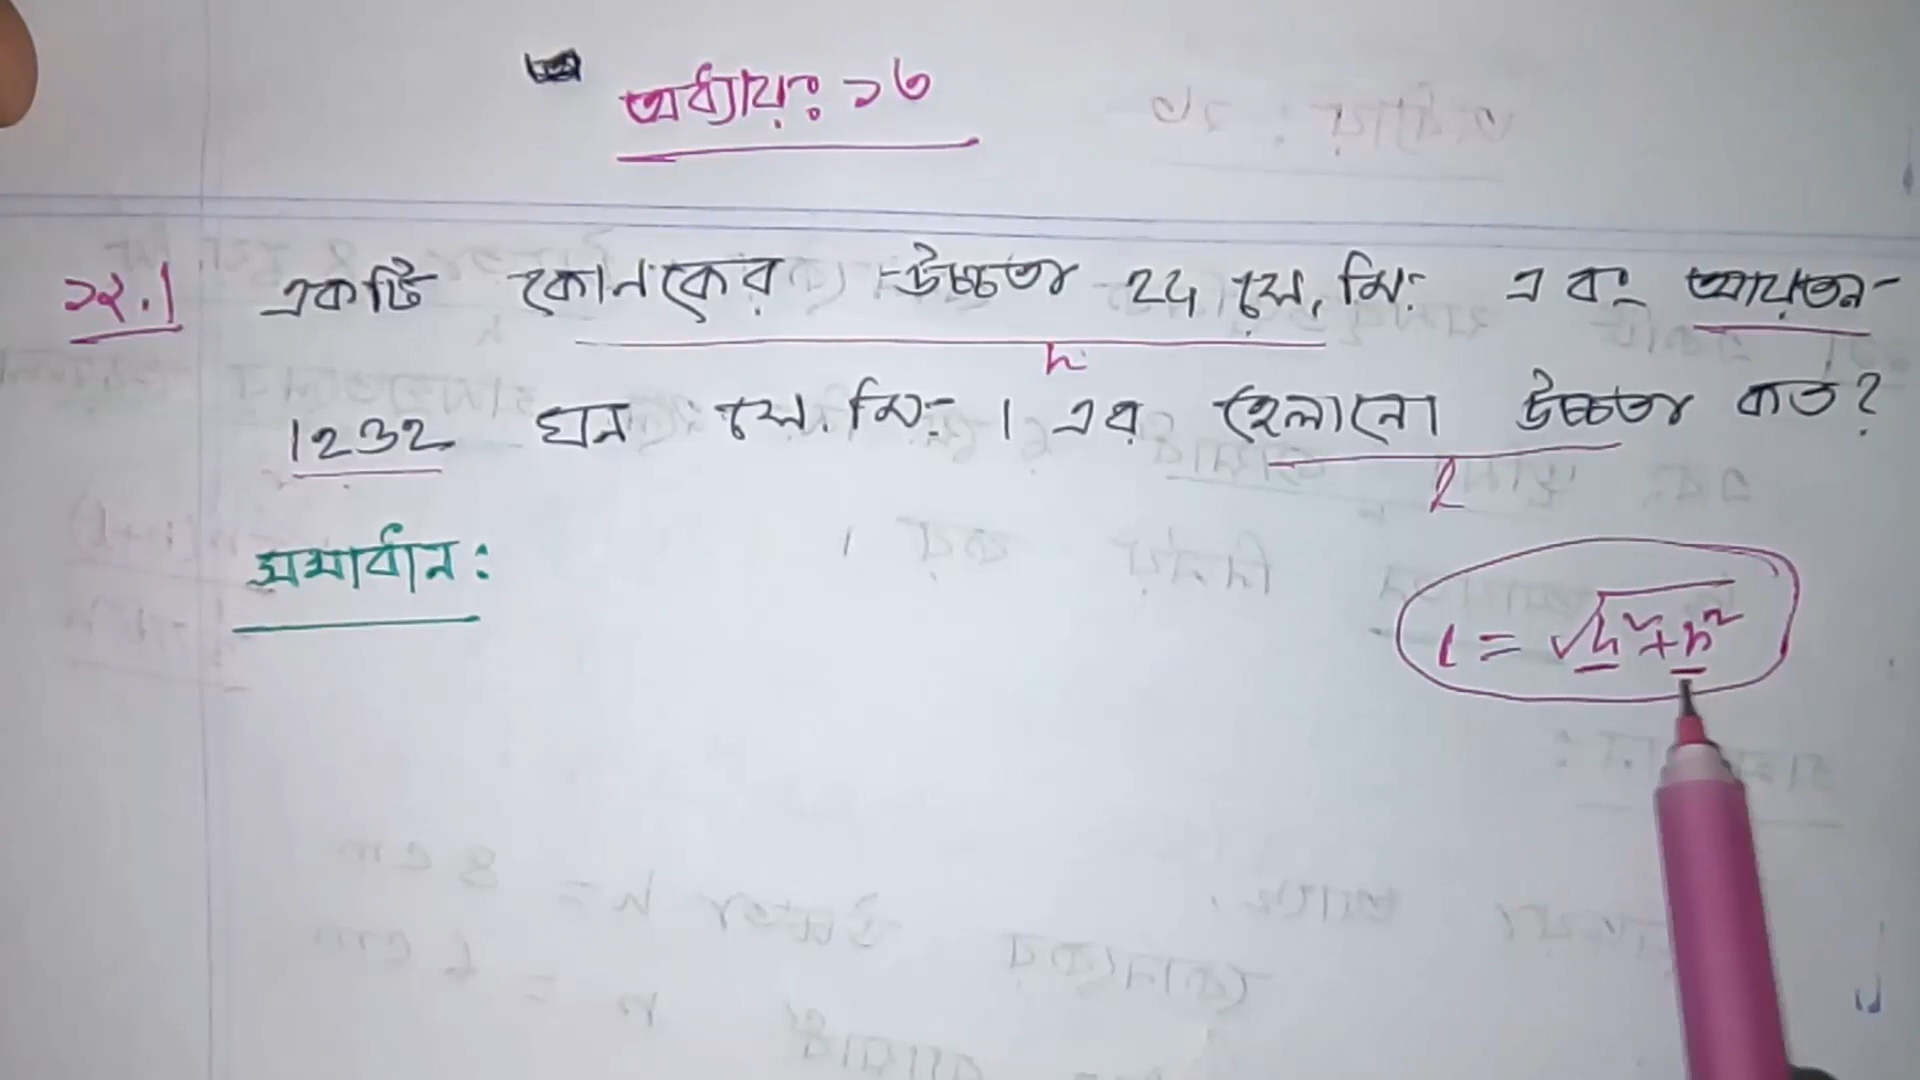 অধ্যায়ঃ ১৬
১২.। একটি কোনকের উচ্চতা 24 সে.মি. এবং আয়তন
h
1232 ঘন সে.মি.। এর হেলানো উচ্চতা কত?
l
সমাধান:
l = √h²+r²